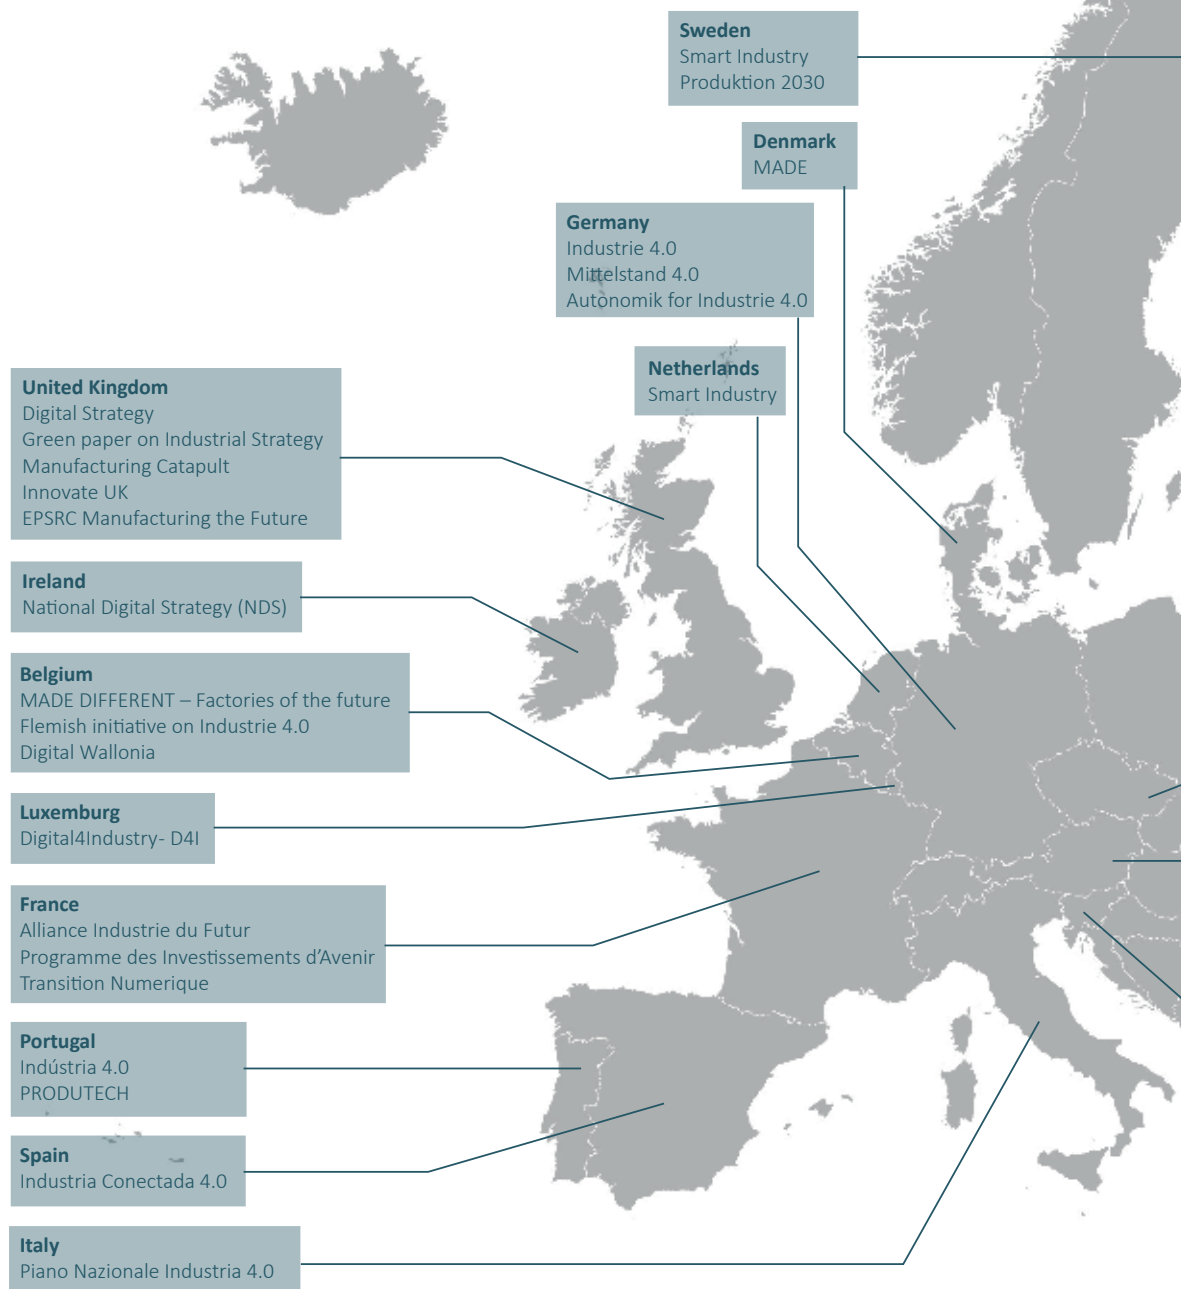 Sweden
Smart Industry
Produktion 2030
Denmark
MADE
Germany
Industrie 4.0
Mittelstand 4.0
Autonomik for Industrie 4.0
Netherlands
Smart Industry
United Kingdom
Digital Strategy
Green paper on Industrial Strategy
Manufacturing Catapult
Innovate UK
EPSRC Manufacturing the Future
Ireland
National Digital Strategy (NDS)
Belgium
MADE DIFFERENT – Factories of the future
Flemish initiative on Industrie 4.0
Digital Wallonia
Luxemburg
Digital4Industry- D4I
France
Alliance Industrie du Futur
Programme des Investissements d’Avenir
Transition Numerique
Portugal
Indústria 4.0
PRODUTECH
Spain
Industria Conectada 4.0
Italy
Piano Nazionale Industria 4.0